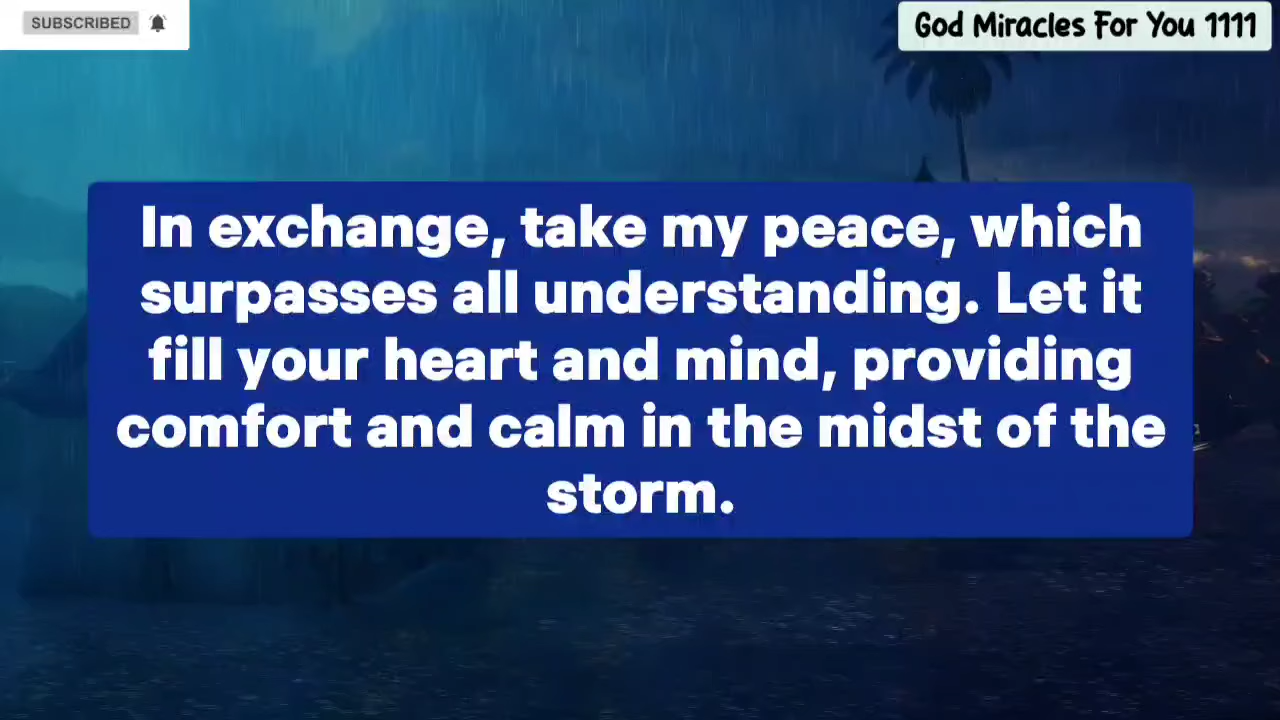 SUBSCRIBED
God Miracles For You 1111
In exchange, take my peace, which
surpasses all understanding. Let it
fill your heart and mind, providing
comfort and calm in the midst of the
storm.